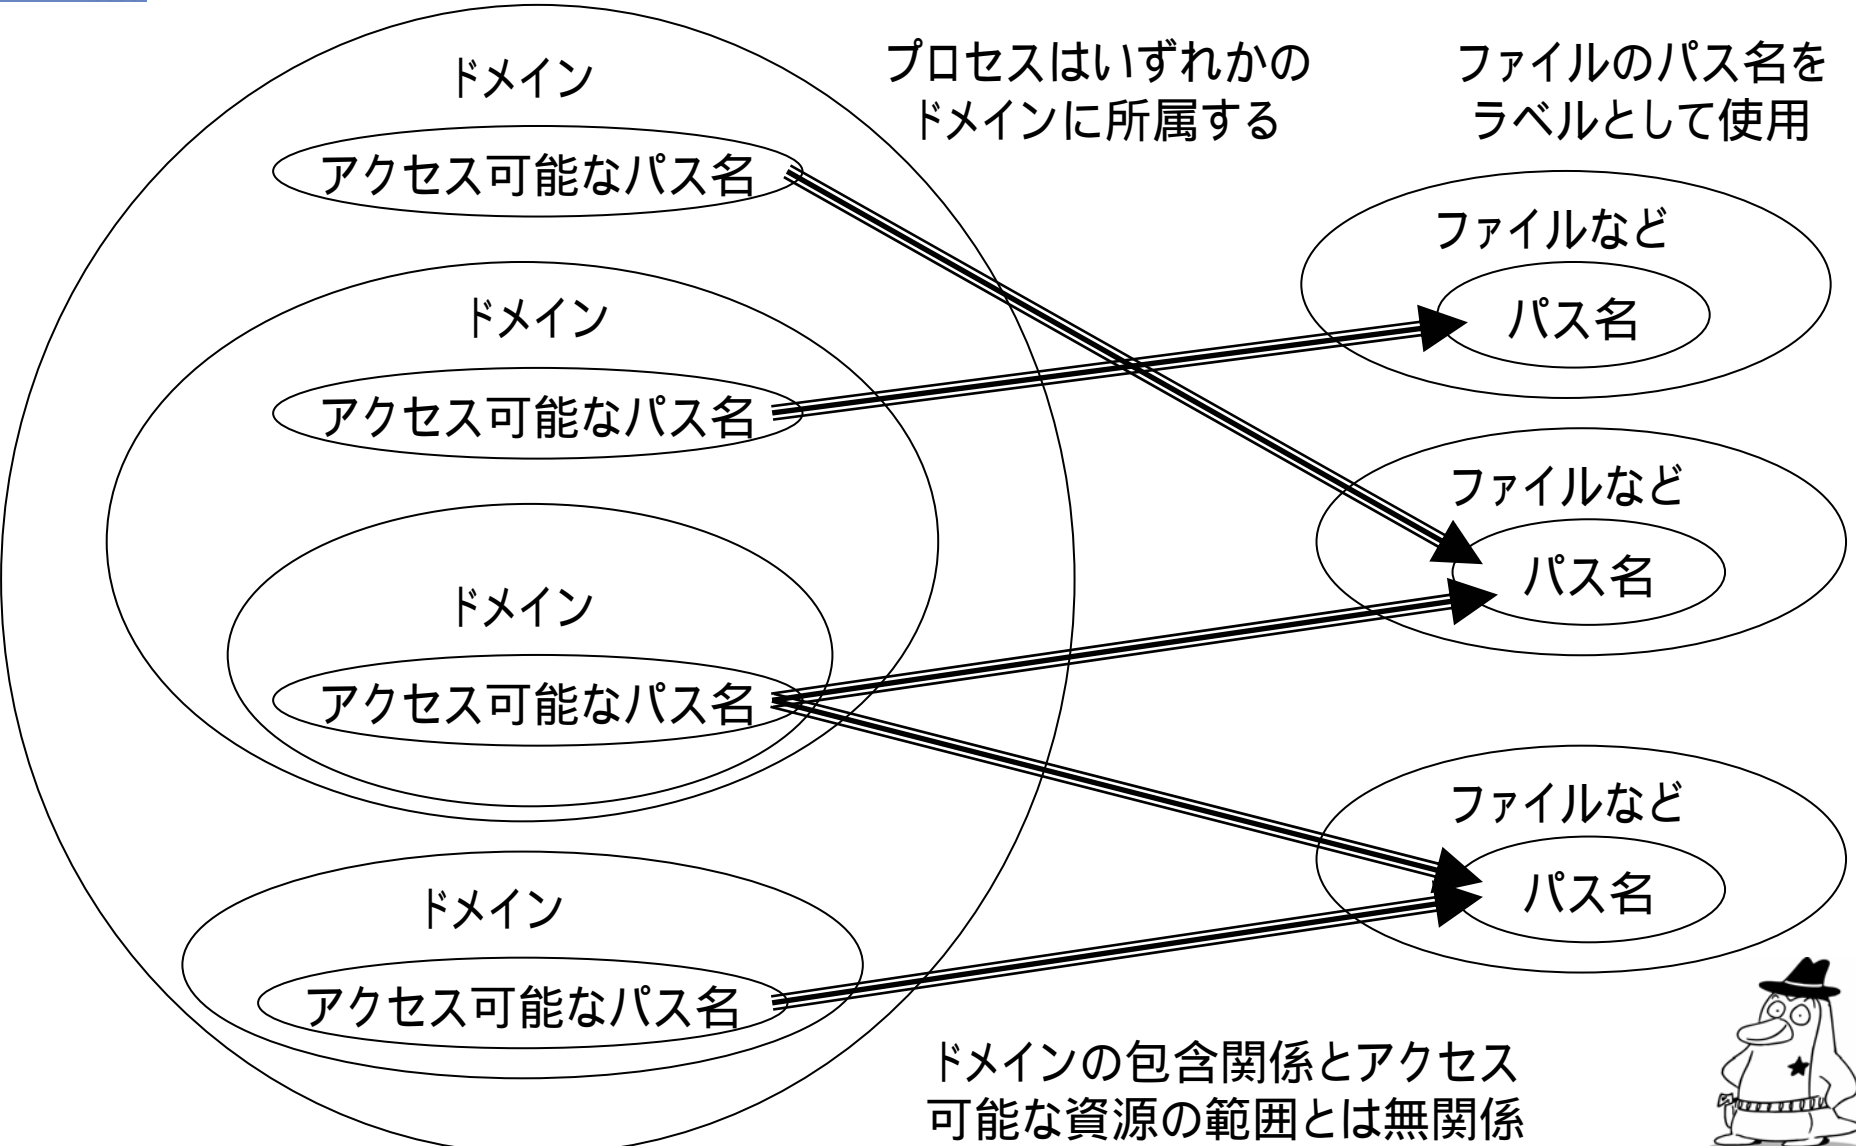 ドメイン
アクセス可能なパス名
ドメイン
アクセス可能なパス名
ドメイン
アクセス可能なパス名
ドメイン
アクセス可能なパス名
プロセスはいずれかの
ドメインに所属する
ファイルのパス名を
ラベルとして使用
ファイルなど
パス名
ファイルなど
パス名
ファイルなど
パス名
ドメインの包含関係とアクセス
可能な資源の範囲とは無関係